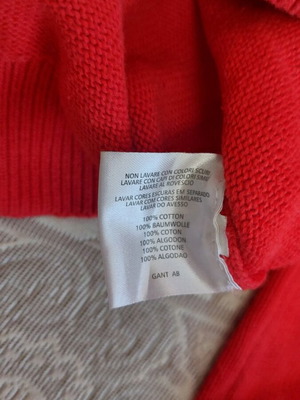 NON LAVARE CON COLORI SCURI
LAVARE CON CAPI DI COLORI SIMILI
LAVARE AL ROVESCIO
LAVAR CORES ESCURAS EM SEPARADO
LAVAR COM CORES SIMILARES
LAVAR DO AVESSO
100% COTTON
100% BAUMWOLLE
100% COTON
100% ALGODON
100% COTONE
100% ALGODAO
GANT AB